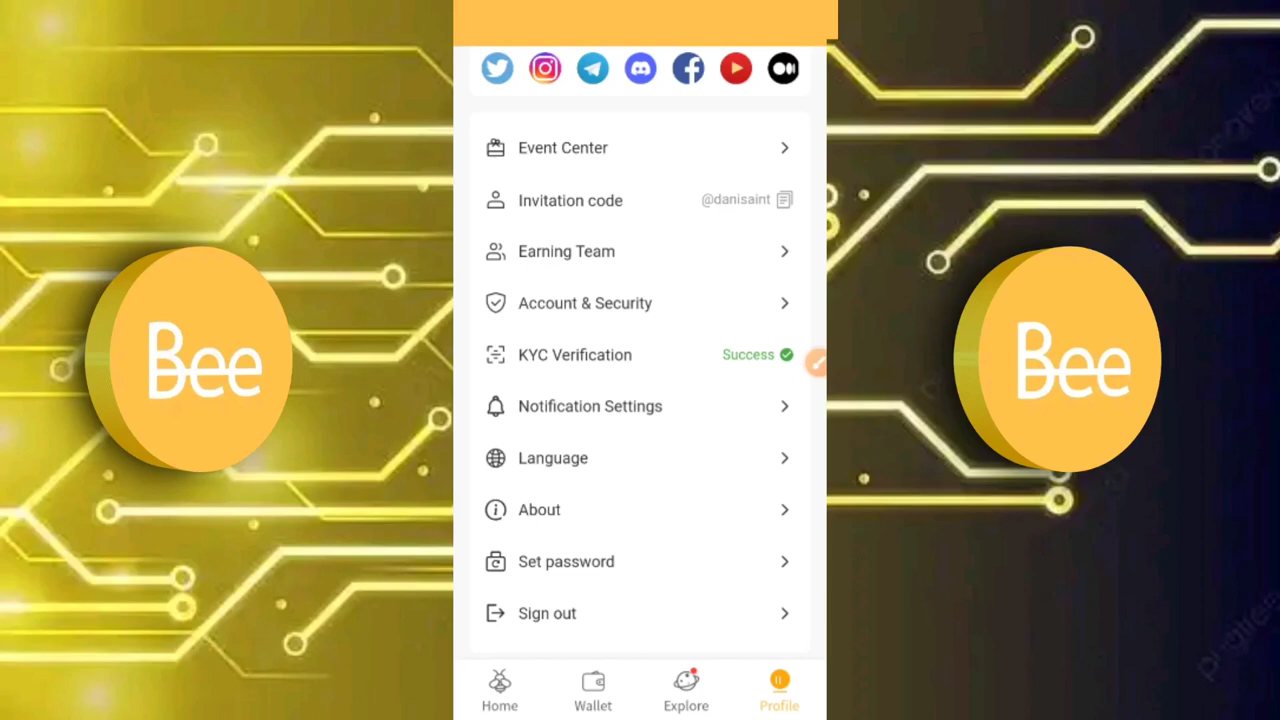 Event Center
Invitation code @danisaint
Earning Team
Account & Security
KYC Verification Success
Notification Settings
Language
About
Set password
Sign out
Home Wallet Explore Profile
Bee
Bee